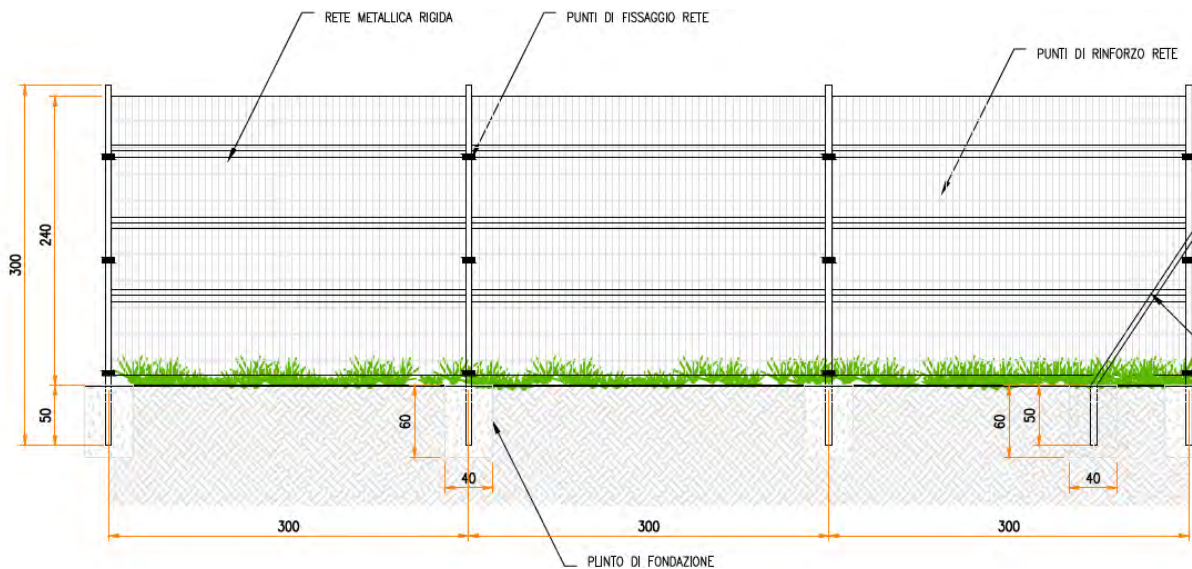 RETE METALLICA RIGIDA
PUNTI DI FISSAGGIO RETE
PUNTI DI RINFORZO RETE
300
240
50
60
40
60
50
40
300
300
300
PUNTO DI FONDAZIONE